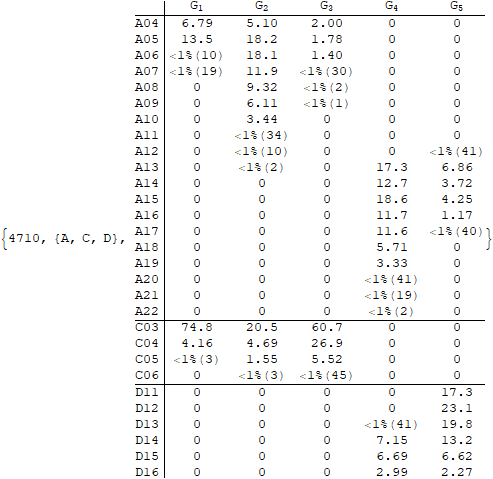 G1 G2 G3 G4 G5
A04 6.79 5.10 2.00 0 0
A05 13.5 18.2 1.78 0 0
A06 <1%(10) 18.1 1.40 0 0
A07 <1%(19) 11.9 <1%(30) 0 0
A08 0 9.32 <1%(2) 0 0
A09 0 6.11 <1%(1) 0 0
A10 0 3.44 0 0 0
A11 0 <1%(34) 0 0 0
A12 0 <1%(10) 0 0 <1%(41)
A13 0 <1%(2) 0 17.3 6.86
A14 0 0 0 12.7 3.72
A15 0 0 0 18.6 4.25
A16 0 0 0 11.7 1.17
A17 0 0 0 11.6 <1%(40)
{4710, {A, C, D}, }
A18 0 0 0 5.71 0
A19 0 0 0 3.33 0
A20 0 0 0 <1%(41) 0
A21 0 0 0 <1%(19) 0
A22 0 0 0 <1%(2) 0
C03 74.8 20.5 60.7 0 0
C04 4.16 4.69 26.9 0 0
C05 <1%(3) 1.55 5.52 0 0
C06 0 <1%(3) <1%(45) 0 0
D11 0 0 0 0 17.3
D12 0 0 0 0 23.1
D13 0 0 0 <1%(41) 19.8
D14 0 0 0 7.15 13.2
D15 0 0 0 6.69 6.62
D16 0 0 0 2.99 2.27